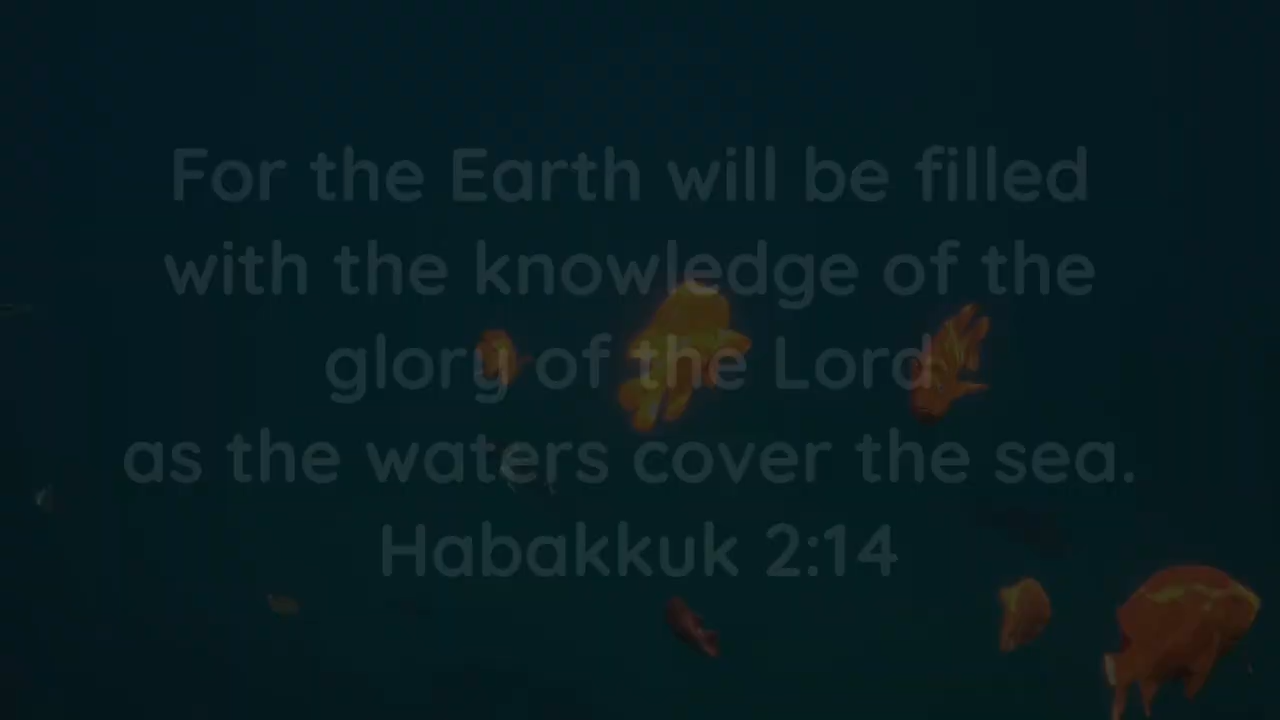 For the Earth will be filled
with the knowledge of the
glory of the Lord
as the waters cover the sea.
Habakkuk 2:14